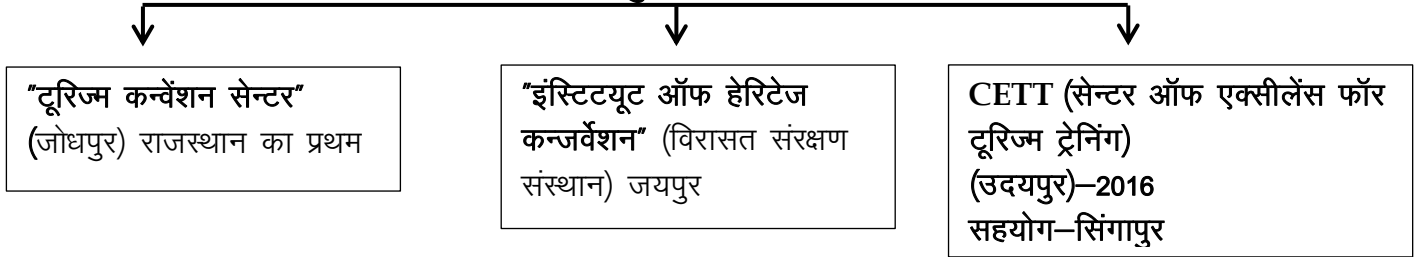 "टूरिज्म कन्वेंशन सेन्टर"
(जोधपुर) राजस्थान का प्रथम
"इंस्टिटयूट ऑफ हेरिटेज
कन्जर्वेशन" (विरासत संरक्षण
संस्थान) जयपुर
CETT (सेन्टर ऑफ एक्सीलेंस फॉर
टूरिज्म ट्रेनिंग)
(उदयपुर)–2016
सहयोग–सिंगापुर